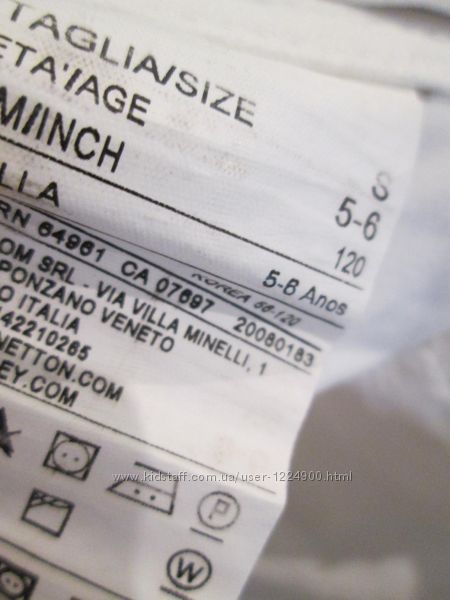 TAGLIA/SIZE S
ETA'/AGE 5-6
M/INCH 120
LLA 5-6 Anos
RN 64961 CA 07697 KOREA 66-120
OM SRL - VIA VILLA MINELLI, 1 20080183
PONZANO VENETO
O ITALIA
42210265
NETTON.COM
EY.COM
P
W
www.kidstaff.com.ua/user-1224900.html